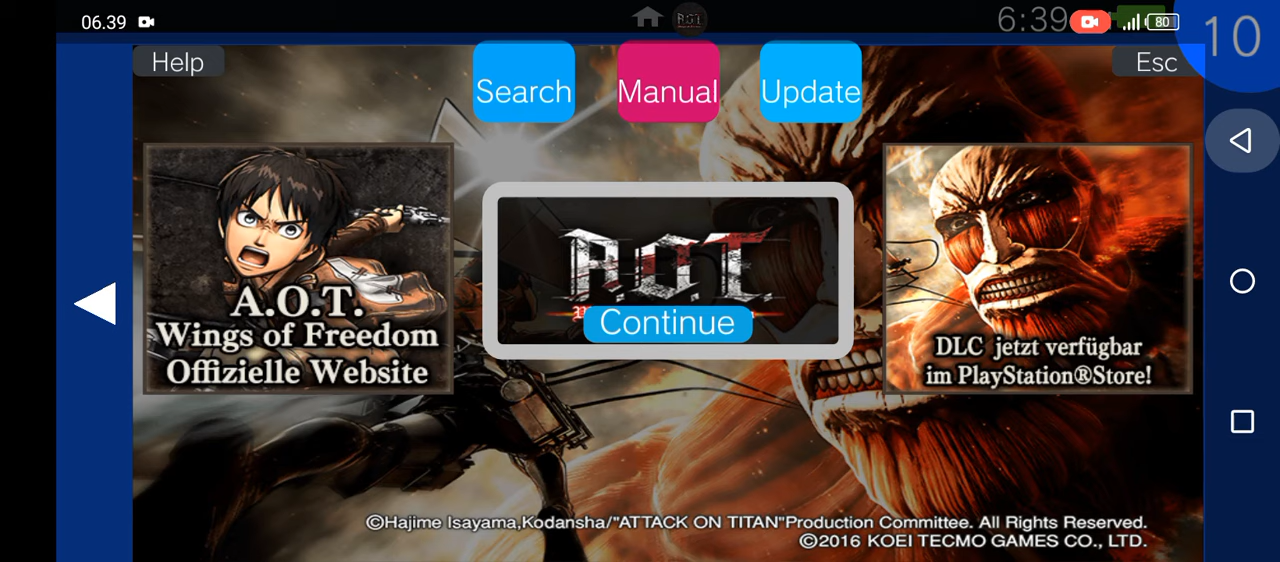 06.39
6:39
80
10
Help
Esc
Search
Manual
Update
A.O.T.
Continue
A.O.T.
Wings of Freedom
Offizielle Website
DLC jetzt verfügbar
im PlayStation®Store!
©Hajime Isayama,Kodansha/"ATTACK ON TITAN"Production Committee. All Rights Reserved.
©2016 KOEI TECMO GAMES CO., LTD.